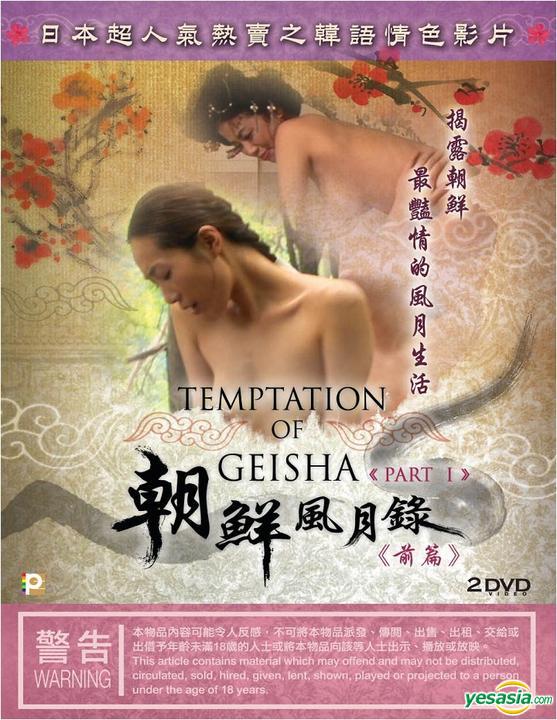 日本超人氣熱賣之韓語情色影片
揭露朝鮮
最豔情的風月生活
TEMPTATION
OF
GEISHA《PART I》
朝鮮風月錄
《前篇》
P
2DVD
VIDEO
警告
WARNING
本物品內容可能令人反感，不可將本物品派發、傳閱、出售、出租、交給或
出借予年齡未滿18歲的人士或將本物品向該等人士出示、播放或放映。
This article contains material which may offend and may not be distributed,
circulated, sold, hired, given, lent, shown, played or projected to a person
under the age of 18 years.
yesasia.com